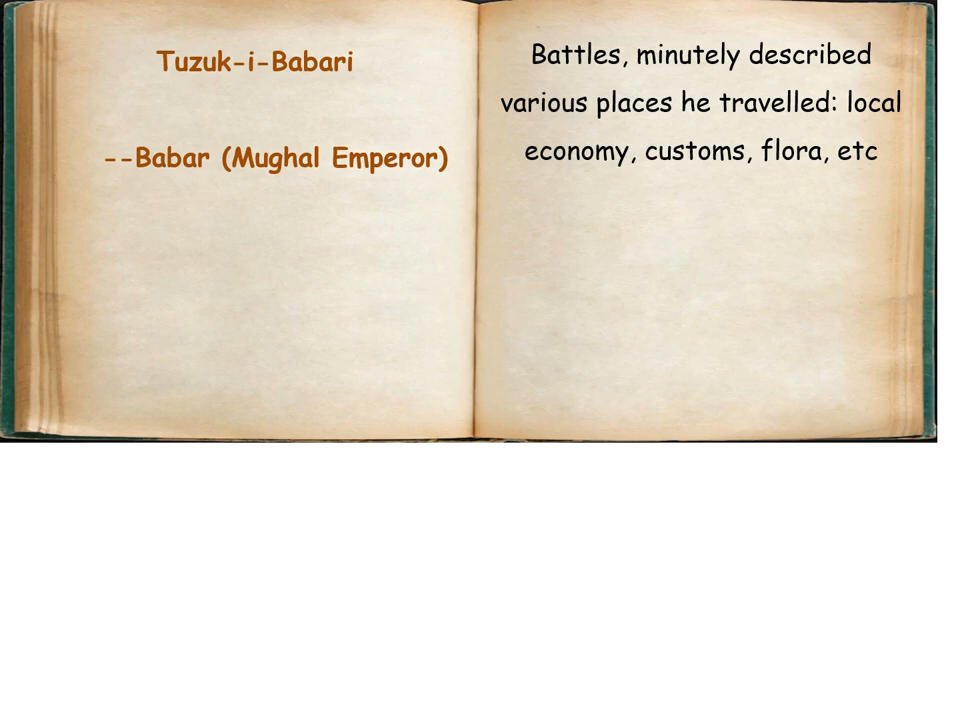 Tuzuk-i-Babari
--Babar (Mughal Emperor)
Battles, minutely described
various places he travelled: local
economy, customs, flora, etc